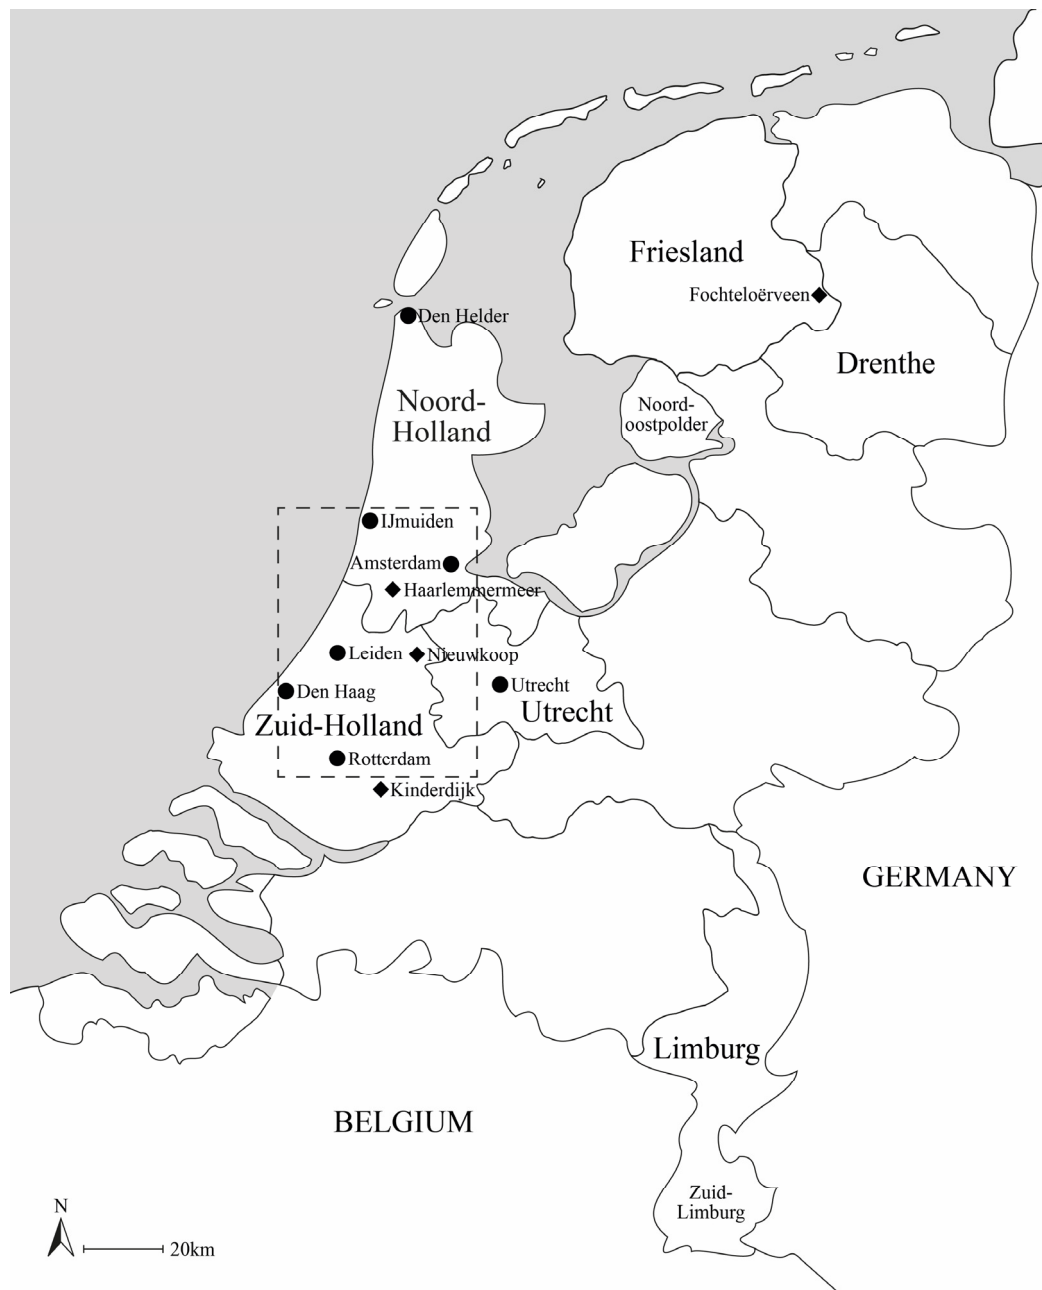 Friesland
Fochteloërveen
Den Helder
Drenthe
Noord-
Holland
Noord-
oostpolder
IJmuiden
Amsterdam
Haarlemmermeer
Leiden
Nieuwkoop
Den Haag
Utrecht
Utrecht
Zuid-Holland
Rotterdam
Kinderdijk
GERMANY
Limburg
BELGIUM
Zuid-
Limburg
N
20km